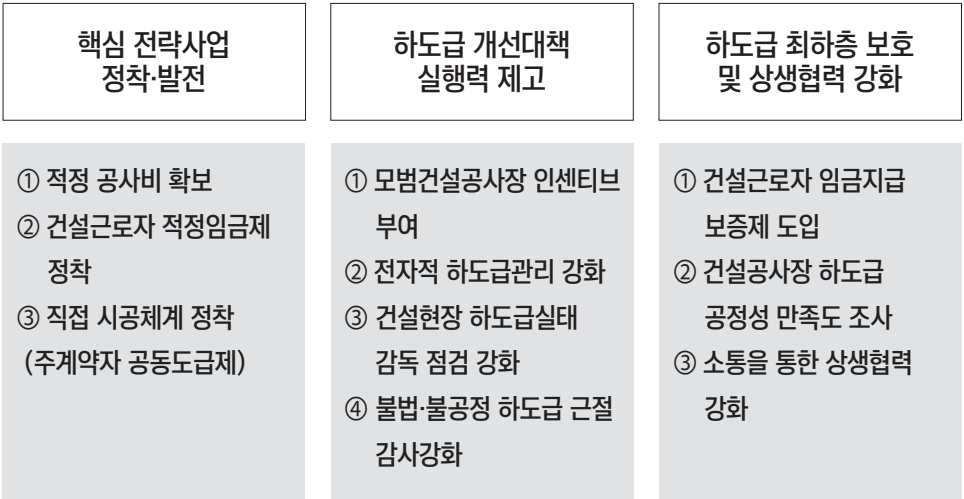 핵심 전략사업
정착·발전
① 적정 공사비 확보
② 건설근로자 적정임금제
정착
③ 직접 시공체계 정착
(주계약자 공동도급제)
하도급 개선대책
실행력 제고
① 모범건설공사장 인센티브
부여
② 전자적 하도급관리 강화
③ 건설현장 하도급실태
감독 점검 강화
④ 불법·불공정 하도급 근절
감사강화
하도급 최하층 보호
및 상생협력 강화
① 건설근로자 임금지급
보증제 도입
② 건설공사장 하도급
공정성 만족도 조사
③ 소통을 통한 상생협력
강화